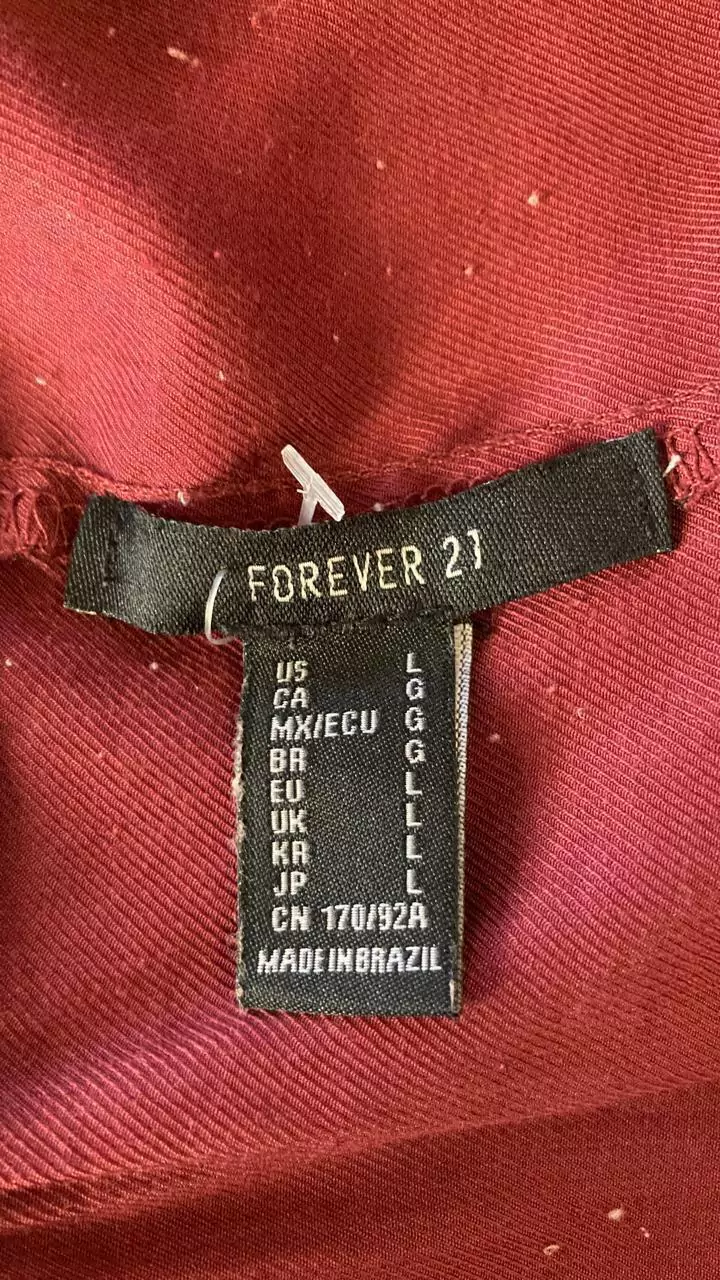 FOREVER 21
US L
CA G
MX/ECU G
BR G
EU L
UK L
KR L
JP L
CN 170/92A
MADE IN BRAZIL